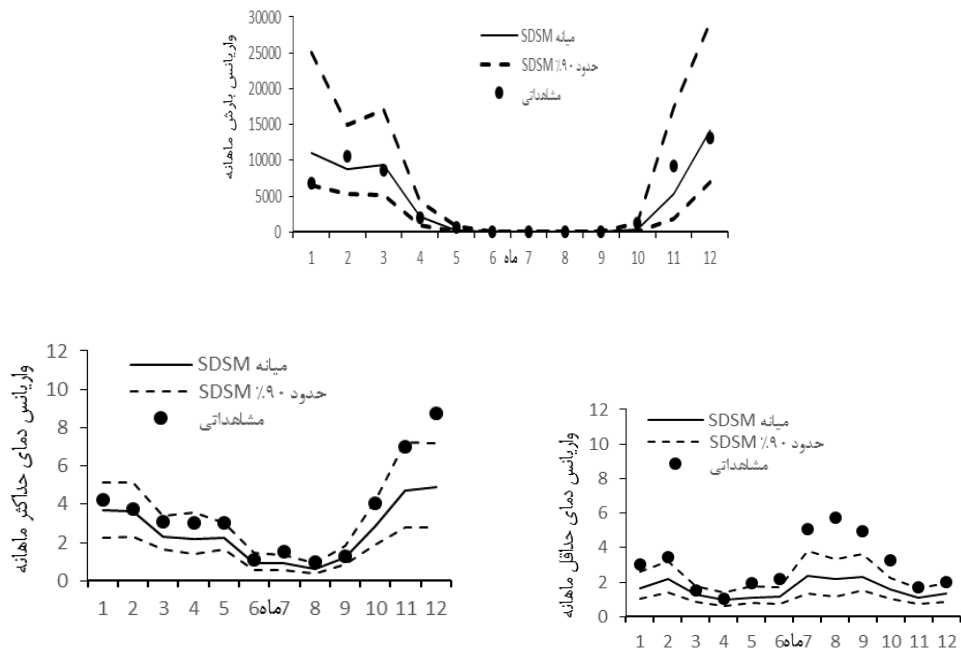 واریانس بارش ماهانه
30000
25000
20000
15000
10000
5000
0
میانه SDSM
حدود ۹۰٪ SDSM
مشاهداتی
1 2 3 4 5 6 ماه 7 8 9 10 11 12
واریانس دمای حداکثر ماهانه
12
10
8
6
4
2
0
میانه SDSM
حدود ۹۰٪ SDSM
مشاهداتی
1 2 3 4 5 6 ماه 7 8 9 10 11 12
واریانس دمای حداقل ماهانه
12
10
8
6
4
2
0
میانه SDSM
حدود ۹۰٪ SDSM
مشاهداتی
1 2 3 4 5 6 ماه 7 8 9 10 11 12